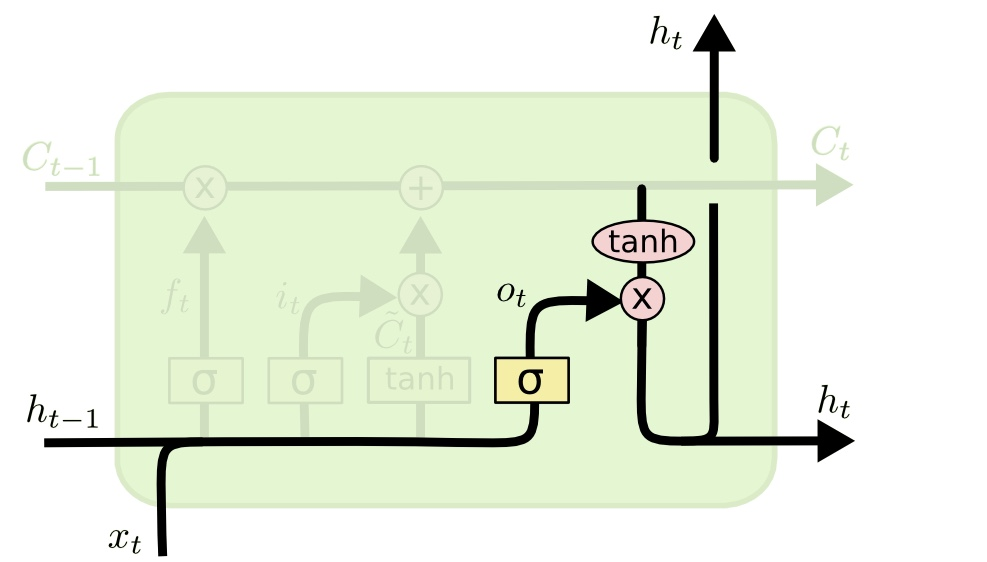 h_t
C_{t-1}
C_t
x
+
tanh
f_t
i_t
x
o_t
x
C̃_t
σ
σ
tanh
σ
h_{t-1}
h_t
x_t